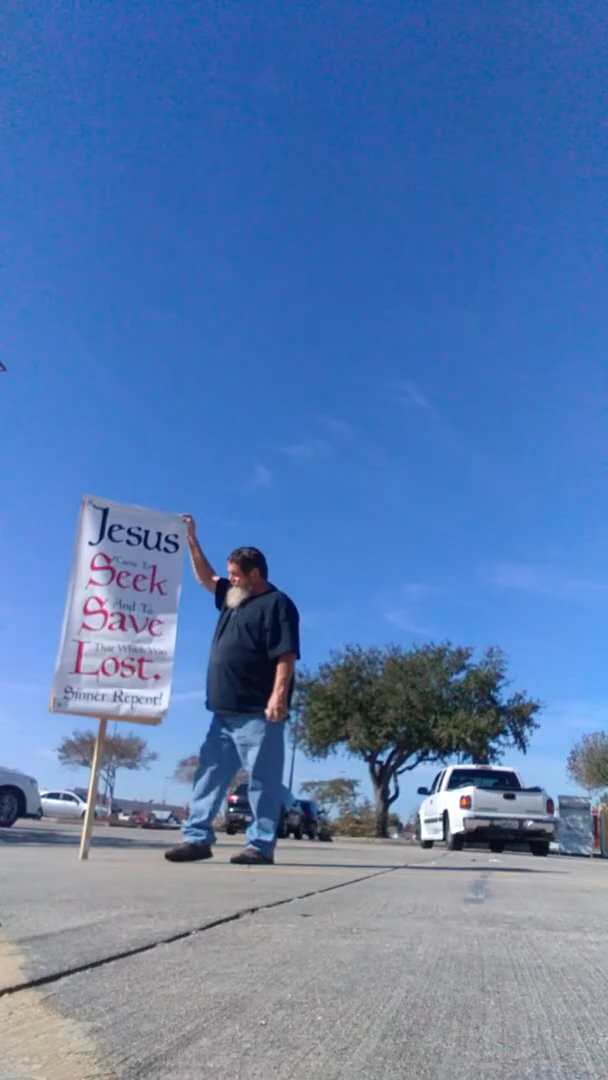 Jesus
Came To
Seek
And To
Save
That Which Was
Lost.
Sinner Repent!